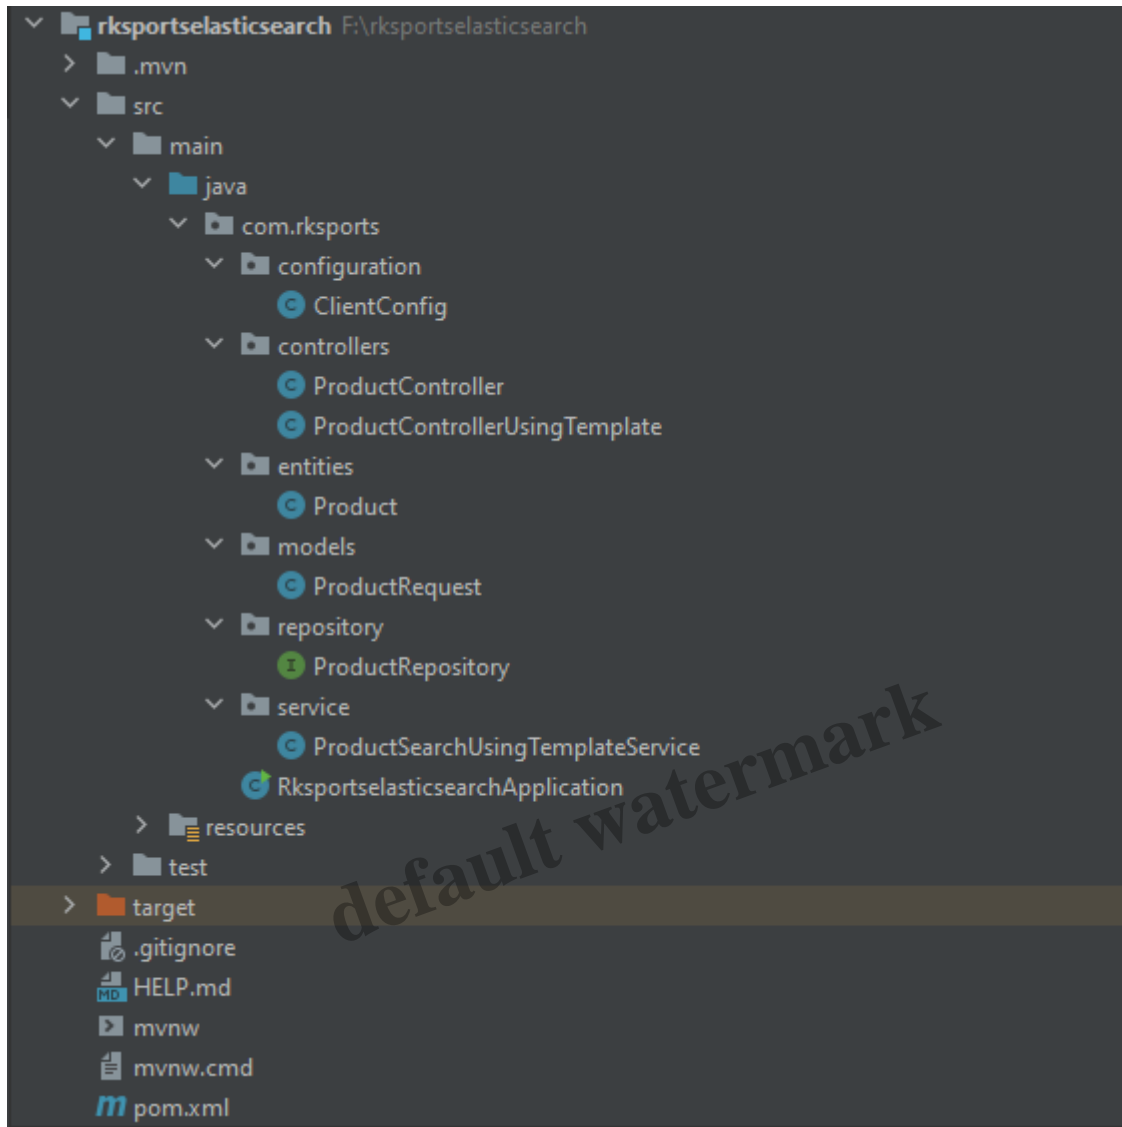 rksportselasticsearch F:\rksportselasticsearch
.mvn
src
main
java
com.rksports
configuration
ClientConfig
controllers
ProductController
ProductControllerUsingTemplate
entities
Product
models
ProductRequest
repository
ProductRepository
service
ProductSearchUsingTemplateService
RksportselasticsearchApplication
resources
test
target
.gitignore
HELP.md
mvnw
mvnw.cmd
pom.xml
default watermark